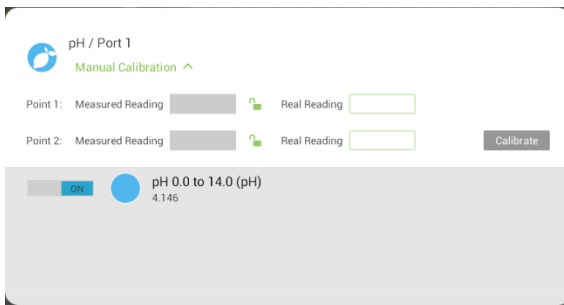 pH / Port 1
Manual Calibration
Point 1: Measured Reading Real Reading
Point 2: Measured Reading Real Reading Calibrate
ON pH 0.0 to 14.0 (pH)
4.146